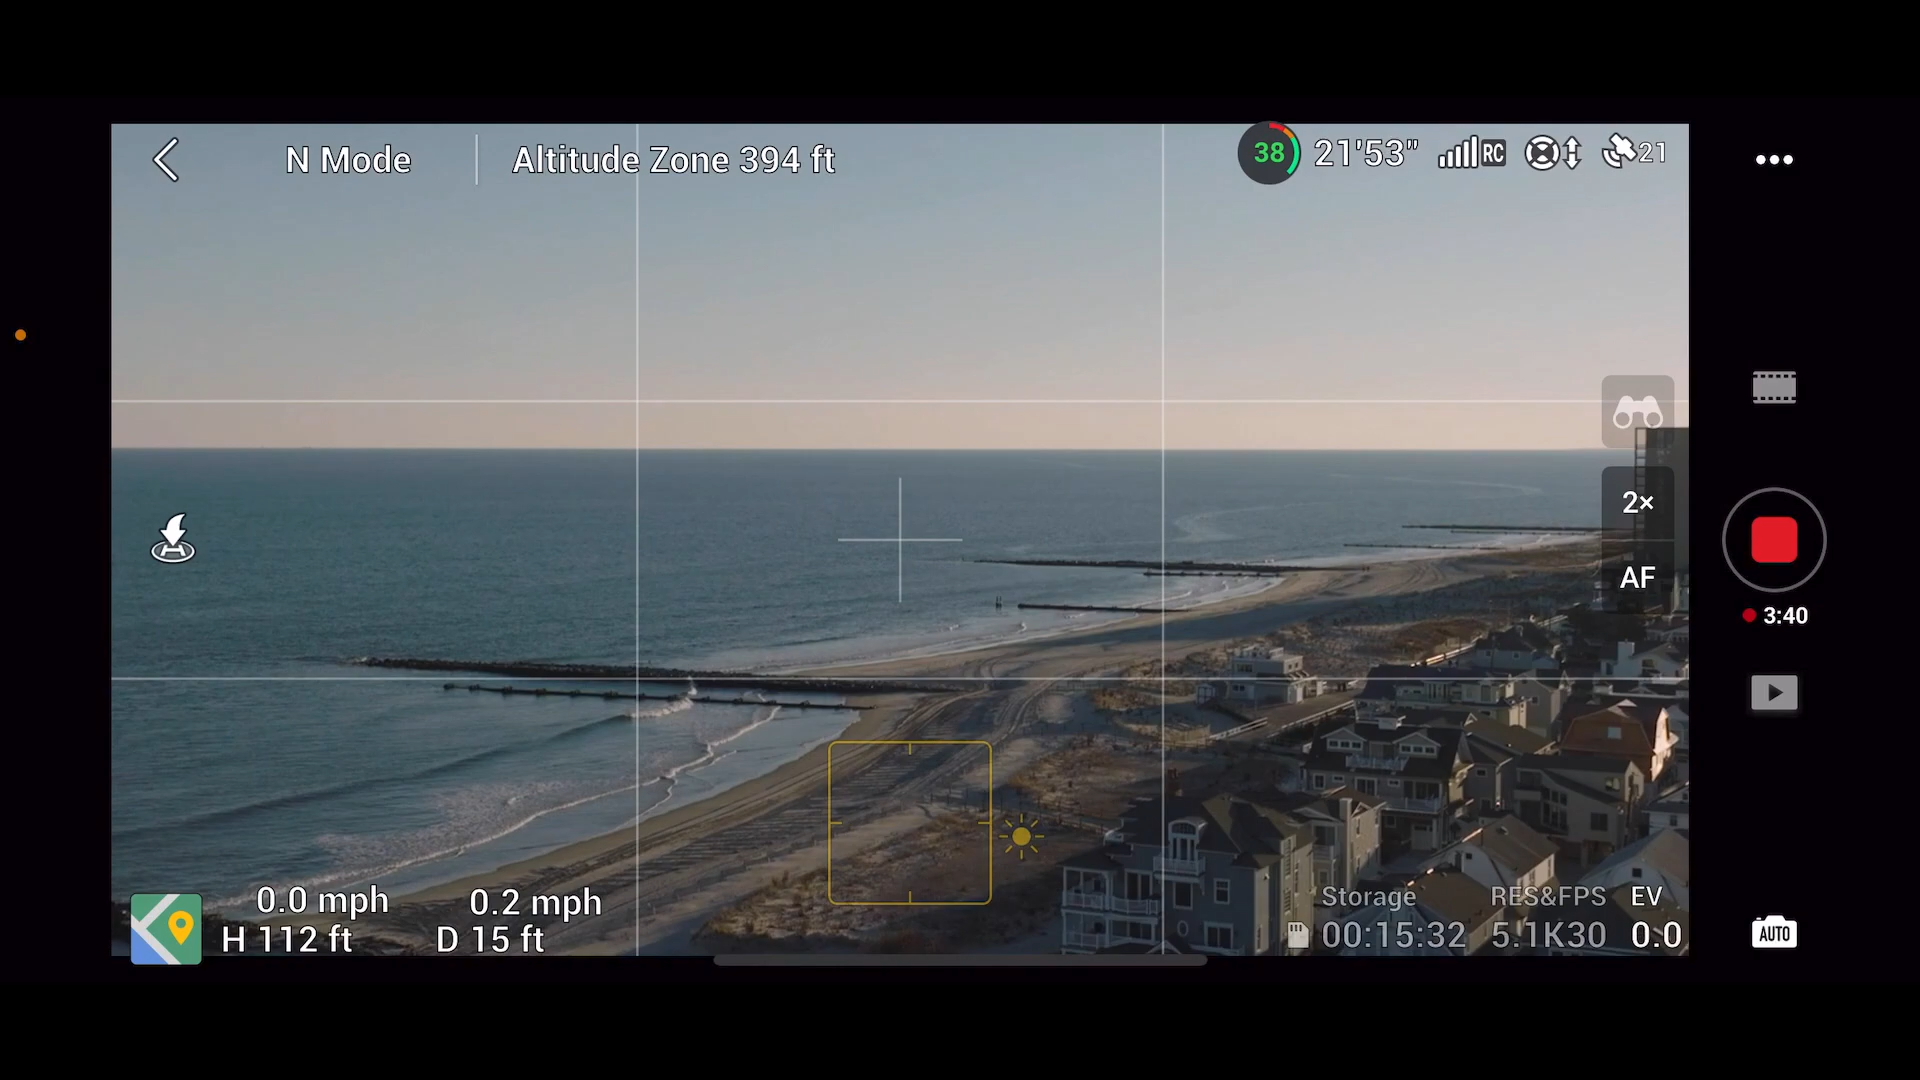 N Mode
Altitude Zone 394 ft
38
21'53"
RC
21
2×
AF
3:40
0.0 mph
0.2 mph
H 112 ft
D 15 ft
Storage
RES&FPS
EV
00:15:32
5.1K30
0.0
AUTO